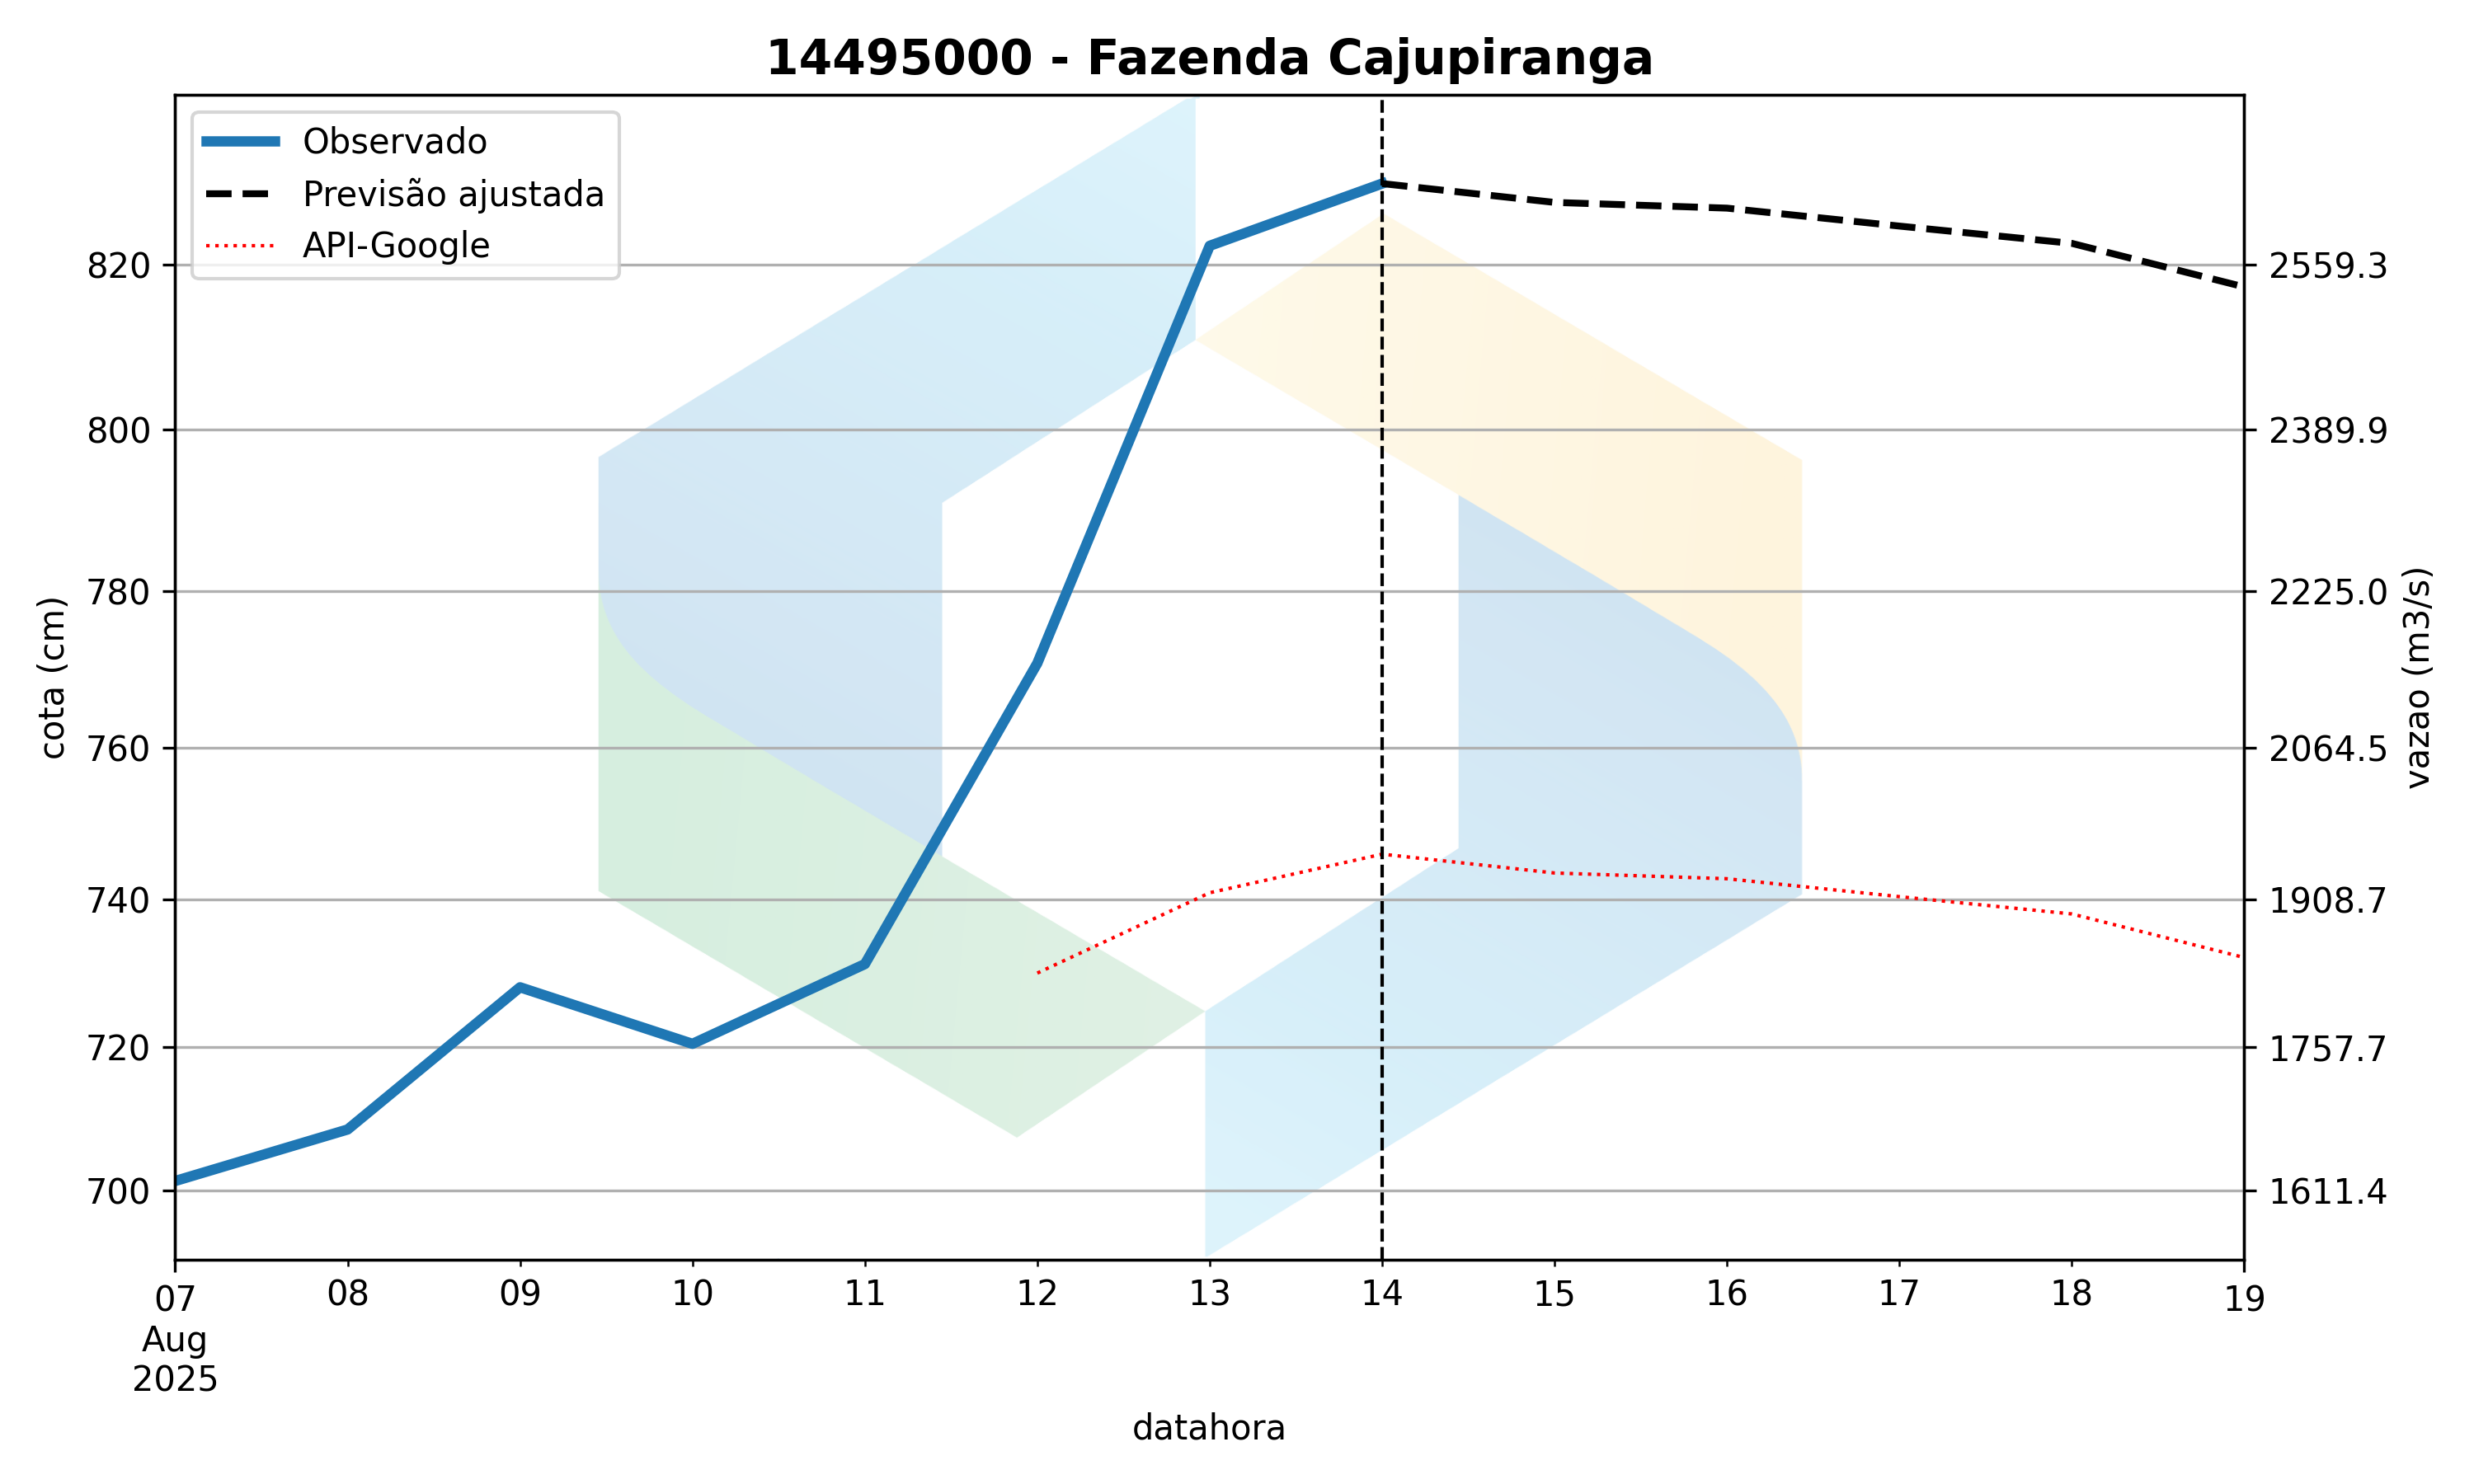 14495000 - Fazenda Cajupiranga
Observado
Previsão ajustada
API-Google
cota (cm)
820
800
780
760
740
720
700
2559.3
2389.9
2225.0
2064.5
1908.7
1757.7
1611.4
vazao (m3/s)
07 08 09 10 11 12 13 14 15 16 17 18 19
Aug
2025
datahora